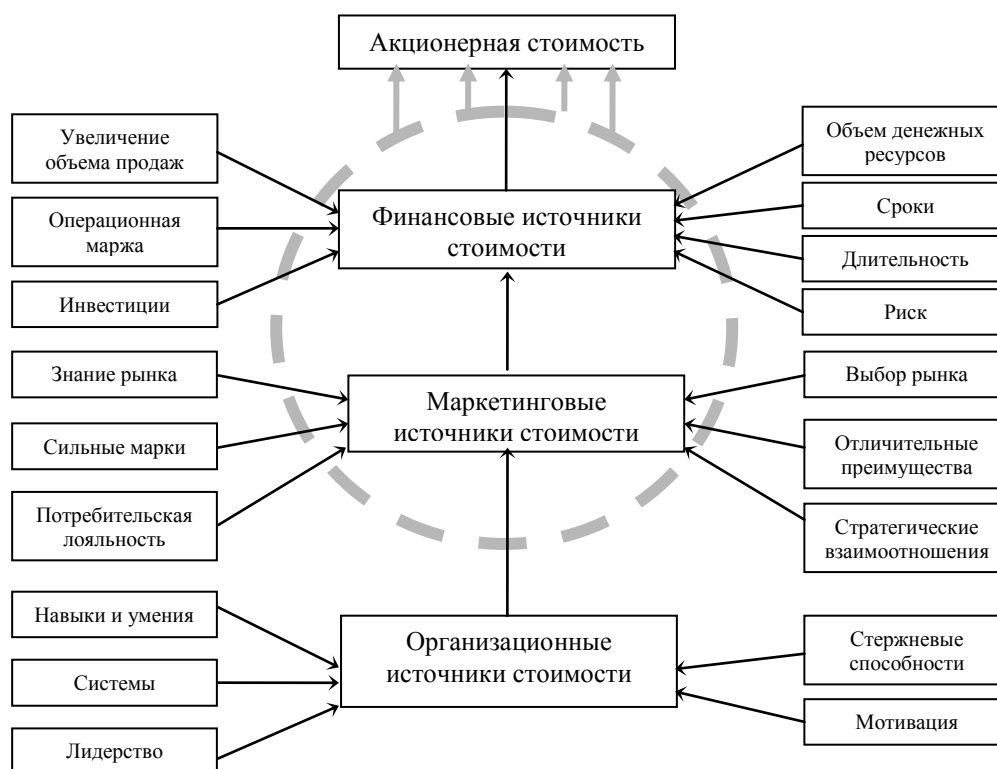 Акционерная стоимость
Увеличение
объема продаж
Операционная
маржа
Инвестиции
Объем денежных
ресурсов
Сроки
Длительность
Риск
Финансовые источники
стоимости
Знание рынка
Сильные марки
Потребительская
лояльность
Маркетинговые
источники стоимости
Выбор рынка
Отличительные
преимущества
Стратегические
взаимоотношения
Навыки и умения
Системы
Лидерство
Организационные
источники стоимости
Стержневые
способности
Мотивация